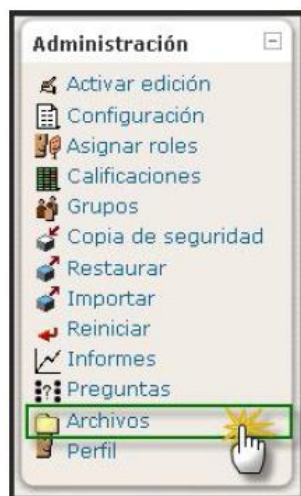 Administración
Activar edición
Configuración
Asignar roles
Calificaciones
Grupos
Copia de seguridad
Restaurar
Importar
Reiniciar
Informes
Preguntas
Archivos
Perfil